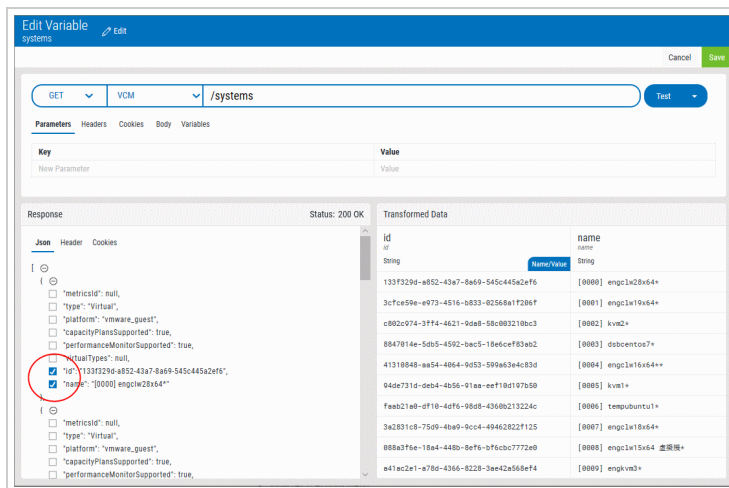 Edit Variable
systems
Edit
Cancel Save
GET VCM /systems Test
Parameters Headers Cookies Body Variables
Key Value
New Parameter Value
Response Status: 200 OK
Transformed Data
Json Header Cookies
[
{
"metricsId": null,
"type": "Virtual",
"platform": "vmware_guest",
"capacityPlansSupported": true,
"performanceMonitorSupported": true,
"virtualTypes": null,
"id": "133f329d-a852-43a7-8a69-545c445a2ef6",
"name": "[0000] engclw28x64*"
},
{
"metricsId": null,
"type": "Virtual",
"platform": "vmware_guest",
"capacityPlansSupported": true,
"performanceMonitorSupported": true,
id name
id name
String Name/Value String
133f329d-a852-43a7-8a69-545c445a2ef6 [0000] engclw28x64*
3cfce59e-e973-4516-b833-02568a1f206f [0001] engclw19x64*
c802c974-3ff4-4621-9da8-58c003210bc3 [0002] kvm2*
8847014e-5db5-4592-bac5-18e6cef83ab2 [0003] dsbcentos7*
41310848-aa54-4064-9d53-599a63e4c83d [0004] engclw16x64**
94de731d-deb4-4b56-91aa-eef10d197b50 [0005] kvm1*
faab21a0-df10-4df6-98d8-4360b213224c [0006] tempubuntu1*
3a2831c8-75d9-4ba9-9cc4-49462822f125 [0007] engclw18x64*
088a3f6e-18a4-448b-8ef6-bf6cbc7772e0 [0008] engclw15x64 虛擬機*
a41ac2e1-a78d-4366-8228-3ae42a568ef4 [0009] engkvm3*